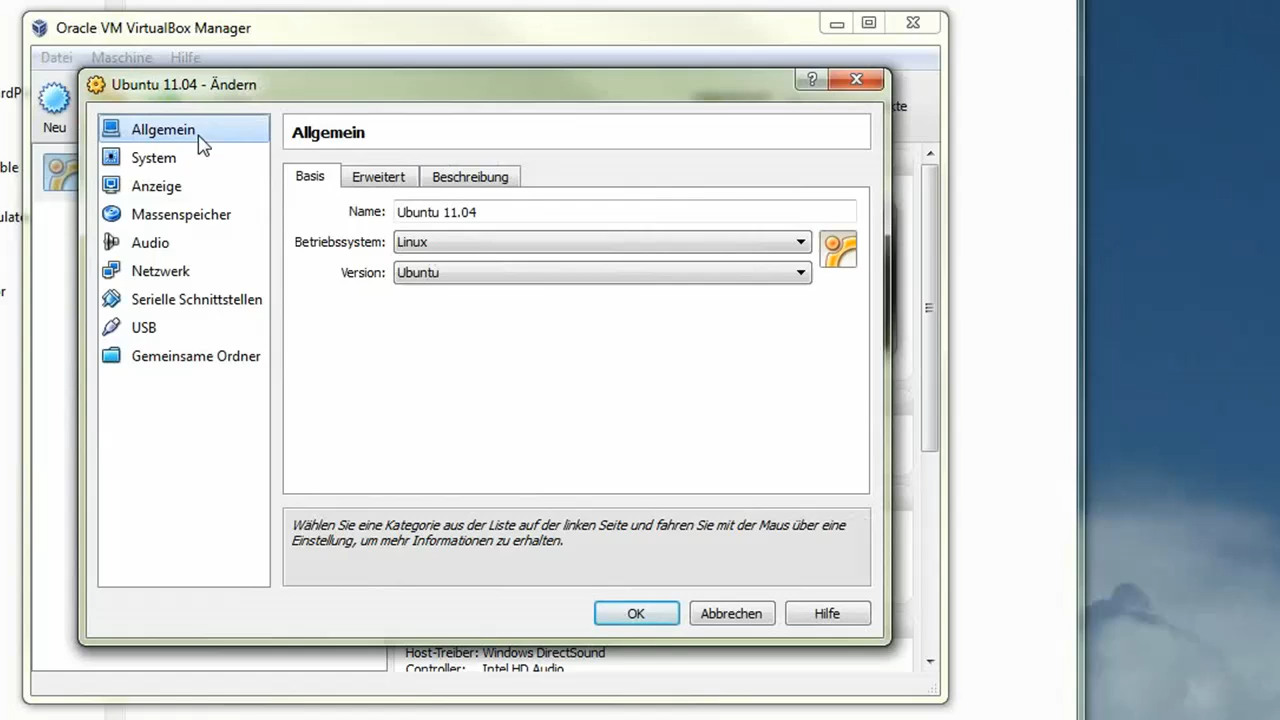 Oracle VM VirtualBox Manager
Datei Maschine Hilfe
Ubuntu 11.04 - Ändern
Neu
Allgemein
System
Anzeige
Massenspeicher
Audio
Netzwerk
Serielle Schnittstellen
USB
Gemeinsame Ordner
Allgemein
Basis Erweitert Beschreibung
Name: Ubuntu 11.04
Betriebssystem: Linux
Version: Ubuntu
Wählen Sie eine Kategorie aus der Liste auf der linken Seite und fahren Sie mit der Maus über eine
Einstellung, um mehr Informationen zu erhalten.
OK Abbrechen Hilfe
Host-Treiber: Windows DirectSound
Controller: Intel HD Audio